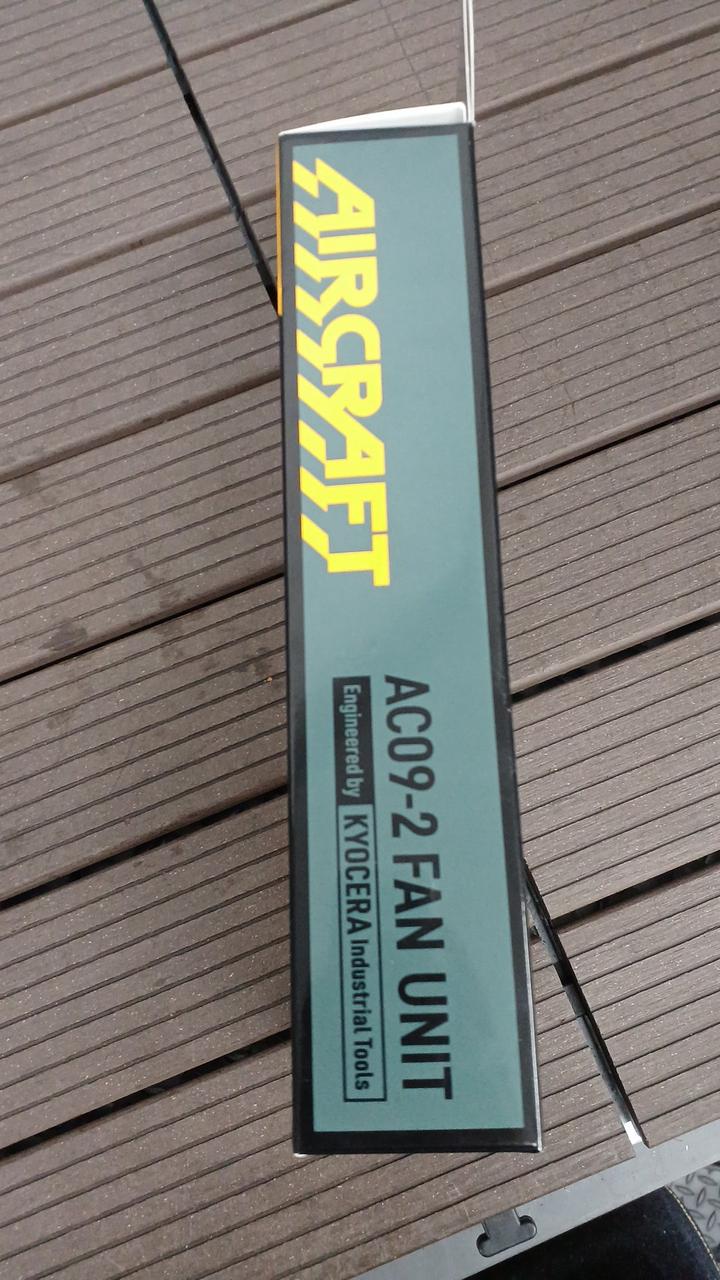 AIRCRAFT
AC09-2 FAN UNIT
Engineered by KYOCERA Industrial Tools